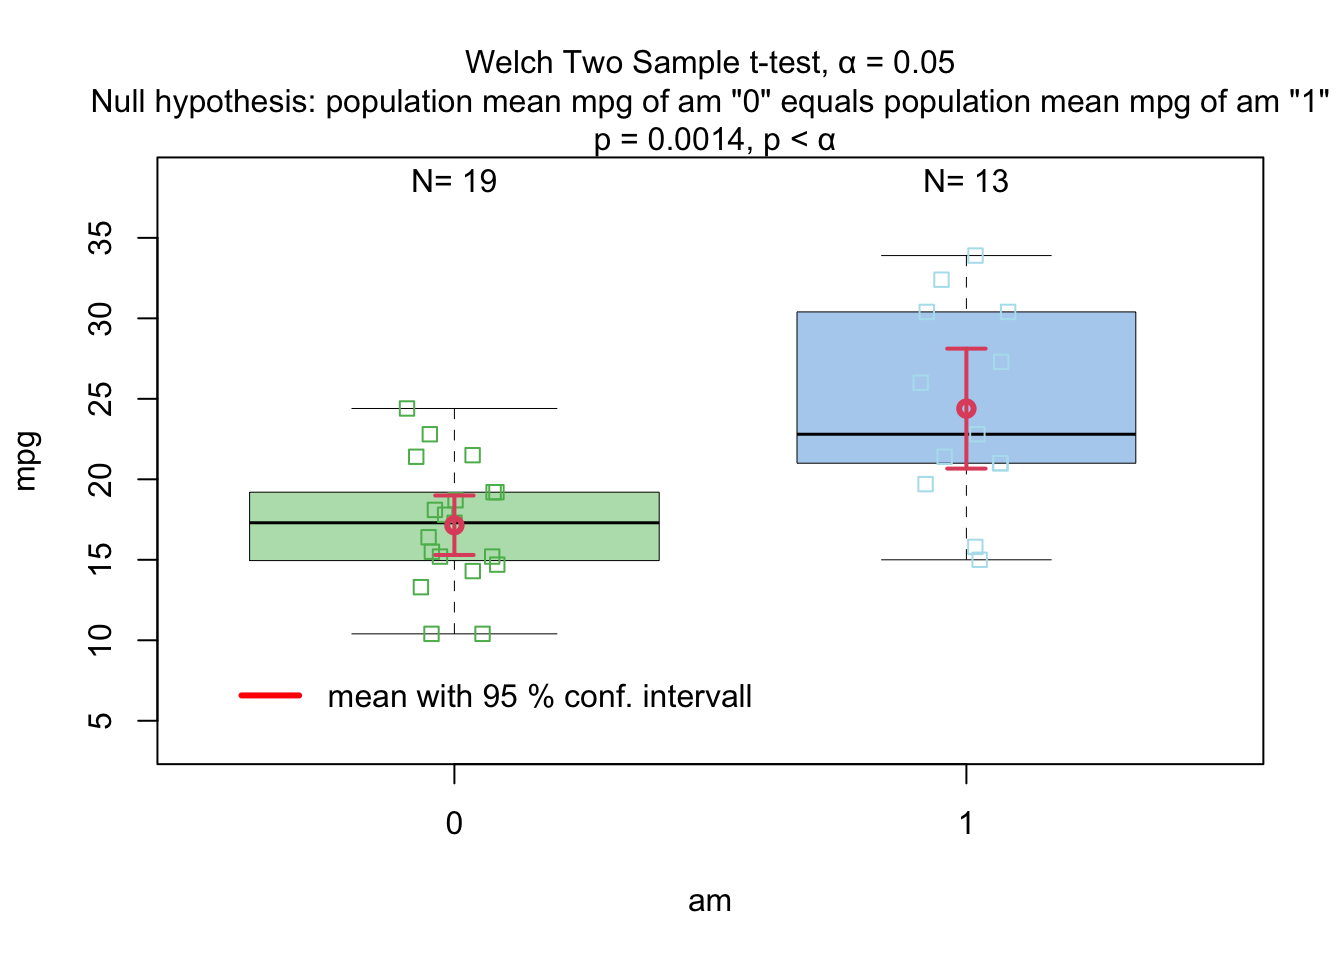 Welch Two Sample t-test, α = 0.05
Null hypothesis: population mean mpg of am "0" equals population mean mpg of am "1"
p = 0.0014, p < α
N= 19
N= 13
35
30
25
20
15
10
5
mpg
mean with 95 % conf. intervall
0
1
am